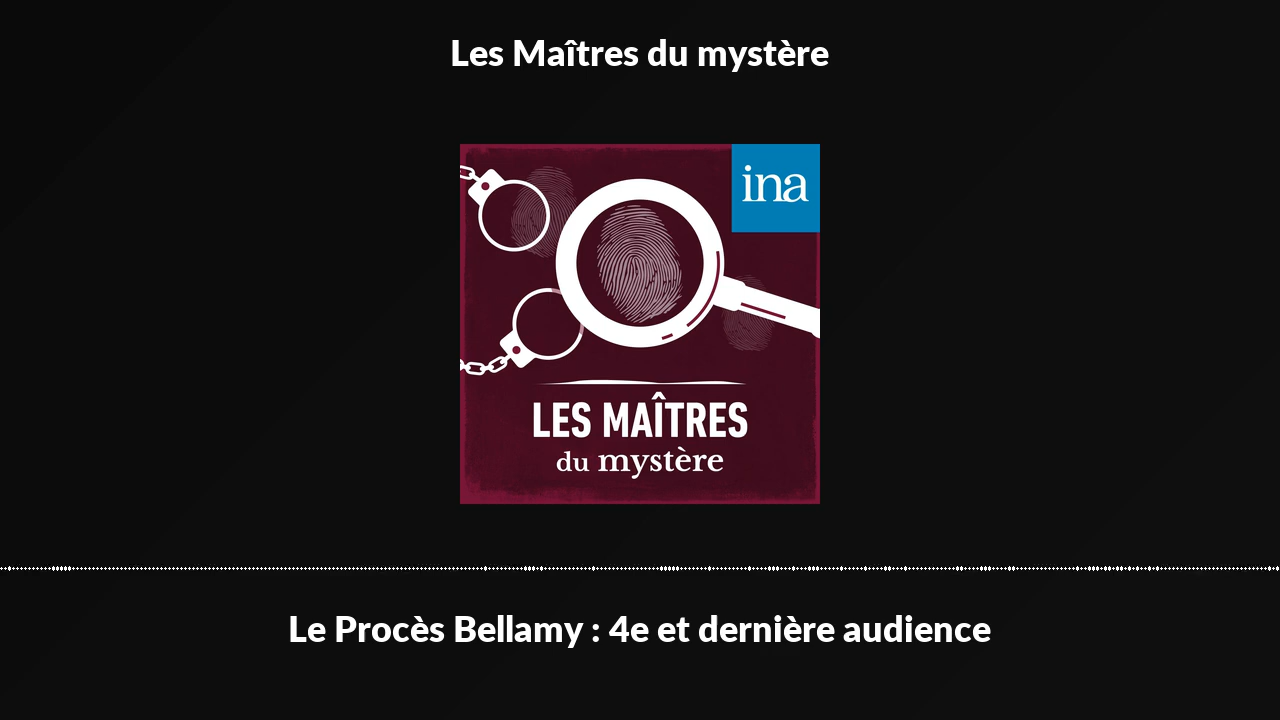 Les Maîtres du mystère
ina
LES MAÎTRES
du mystère
Le Procès Bellamy : 4e et dernière audience